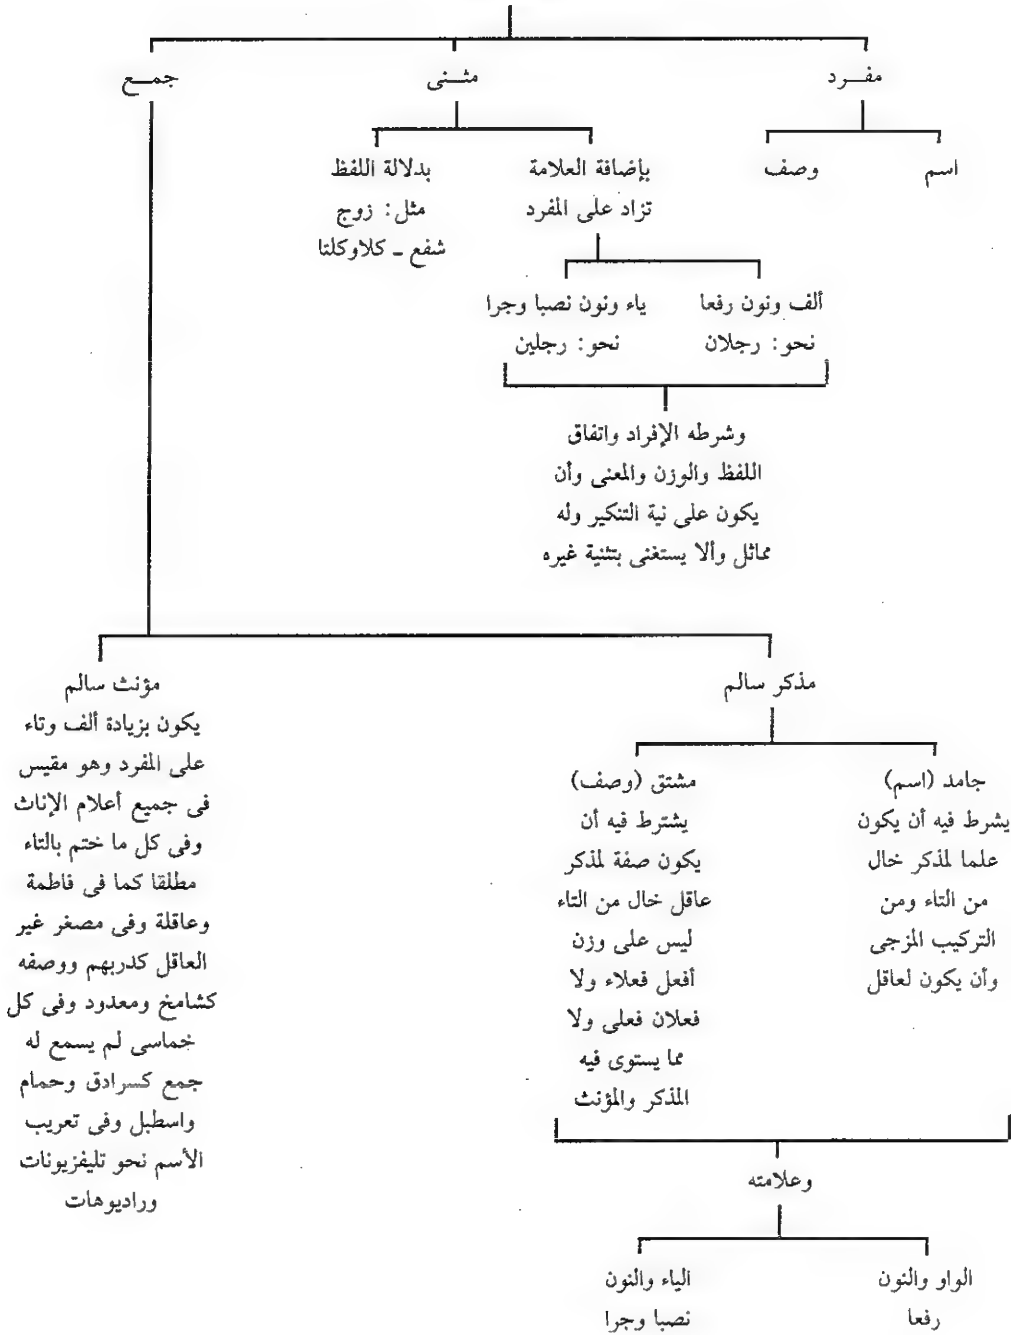 مفرد
مثنى
جمع
اسم
وصف
بإضافة العلامة
تزاد على المفرد
بدلالة اللفظ
مثل: زوج
شفع - كلاوكلتا
ألف ونون رفعا
نحو: رجلان
ياء ونون نصبا وجرا
نحو: رجلين
وشرطه الإفراد واتفاق
اللفظ والوزن والمعنى وأن
يكون على نية التنكير وله
مماثل وألا يستغنى بتثنية غيره
مذكر سالم
جامد (اسم)
يشرط فيه أن يكون
علما لمذكر خال
من التاء ومن
التركيب المزجى
وأن يكون لعاقل
مشتق (وصف)
يشترط فيه أن
يكون صفة لمذكر
عاقل خال من التاء
ليس على وزن
أفعل فعلاء ولا
فعلان فعلى ولا
مما يستوى فيه
المذكر والمؤنث
وعلامته
الواو والنون
رفعا
الياء والنون
نصبا وجرا
مؤنث سالم
يكون بزيادة ألف وتاء
على المفرد وهو مقيس
فى جميع أعلام الإناث
وفى كل ما ختم بالتاء
مطلقا كما فى فاطمة
وعاقلة وفى مصغر غير
العاقل كدريهم ووصفه
كشامخ ومعدود وفى كل
خماسى لم يسمع له
جمع كسرادق وحمام
واسطبل وفى تعريب
الأسم نحو تليفزيونات
وراديوهات